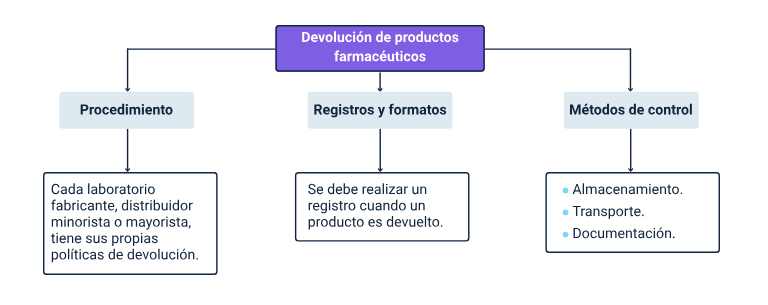 Devolución de productos
farmacéuticos
Procedimiento
Registros y formatos
Métodos de control
Cada laboratorio
fabricante, distribuidor
minorista o mayorista,
tiene sus propias
políticas de devolución.
Se debe realizar un
registro cuando un
producto es devuelto.
Almacenamiento.
Transporte.
Documentación.